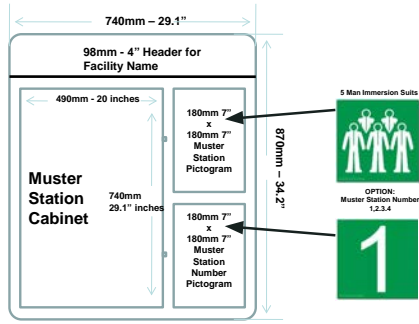 740mm – 29.1"
98mm - 4" Header for
Facility Name
490mm - 20 inches
Muster
Station
Cabinet
740mm
29.1" inches
180mm 7"
x
180mm 7"
Muster
Station
Pictogram
180mm 7"
x
180mm 7"
Muster
Station
Number
Pictogram
870mm – 34.2"
5 Man Immersion Suits
OPTION:
Muster Station Number
1,2.3.4
1